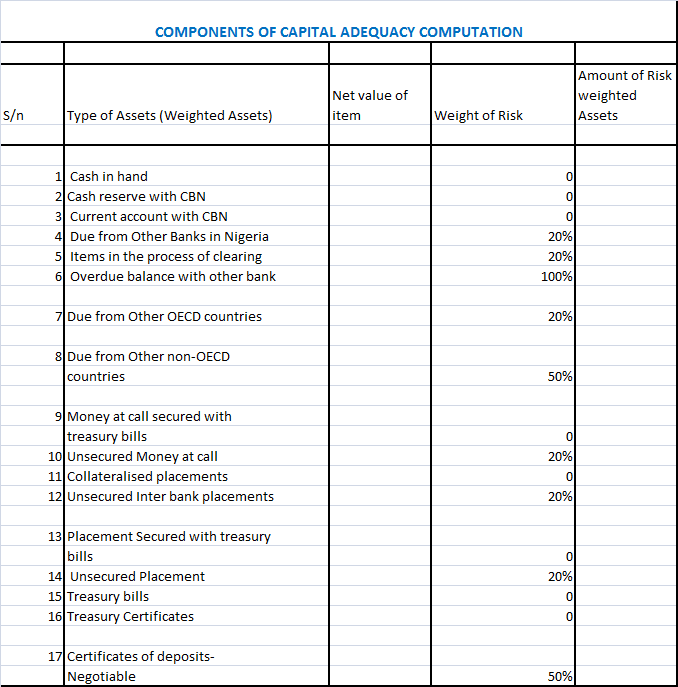 COMPONENTS OF CAPITAL ADEQUACY COMPUTATION
S/n Type of Assets (Weighted Assets) Net value of item Weight of Risk Amount of Risk weighted Assets
1 Cash in hand 0
2 Cash reserve with CBN 0
3 Current account with CBN 0
4 Due from Other Banks in Nigeria 20%
5 Items in the process of clearing 20%
6 Overdue balance with other bank 100%
7 Due from Other OECD countries 20%
8 Due from Other non-OECD
countries 50%
9 Money at call secured with
treasury bills 0
10 Unsecured Money at call 20%
11 Collateralised placements 0
12 Unsecured Inter bank placements 20%
13 Placement Secured with treasury
bills 0
14 Unsecured Placement 20%
15 Treasury bills 0
16 Treasury Certificates 0
17 Certificates of deposits-
Negotiable 50%